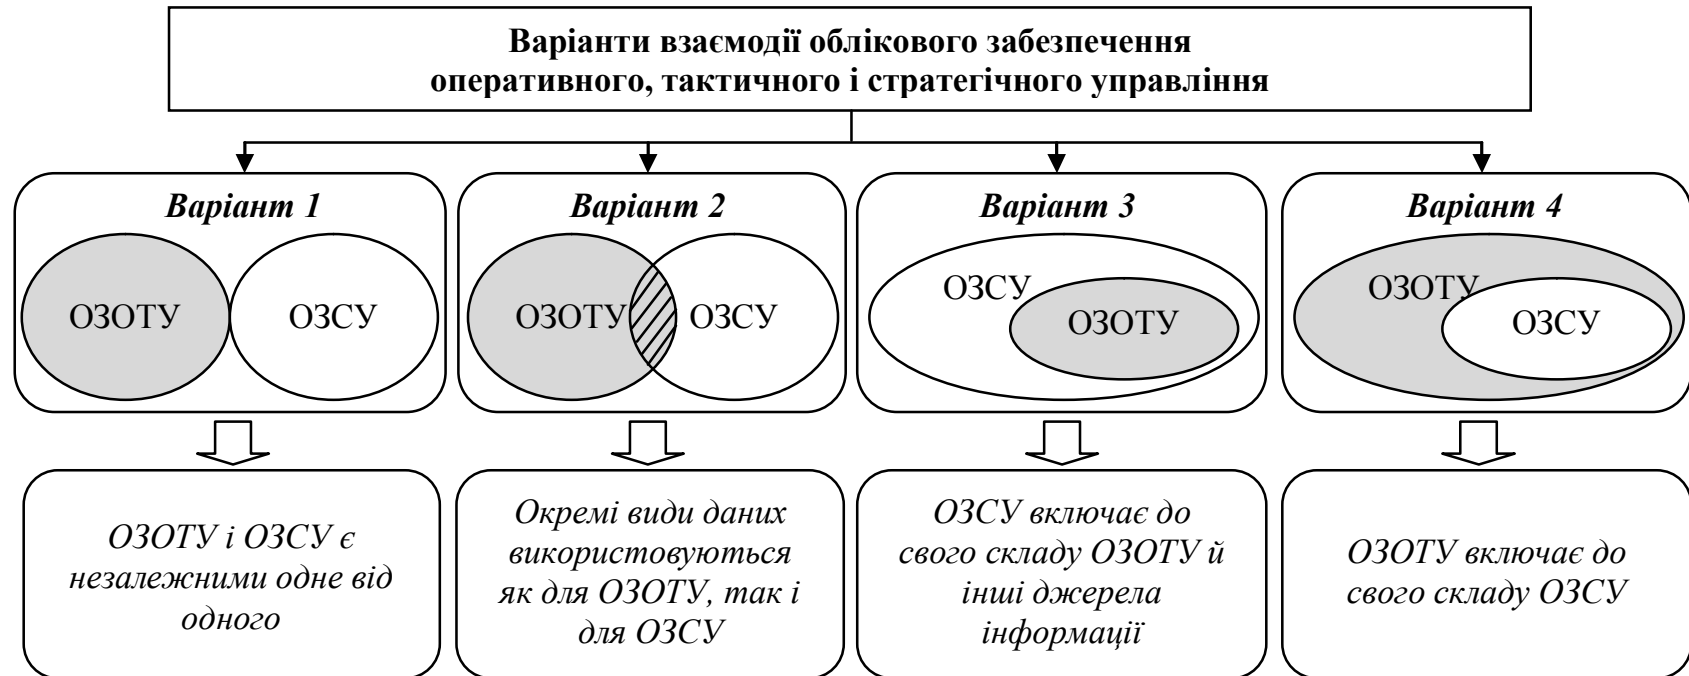 Варіанти взаємодії облікового забезпечення
оперативного, тактичного і стратегічного управління
Варіант 1
ОЗОТУ
ОЗСУ
Варіант 2
ОЗОТУ
ОЗСУ
Варіант 3
ОЗСУ
ОЗОТУ
Варіант 4
ОЗОТУ
ОЗСУ
ОЗОТУ і ОЗСУ є
незалежними одне від
одного
Окремі види даних
використовуються
як для ОЗОТУ, так і
для ОЗСУ
ОЗСУ включає до
свого складу ОЗОТУ й
інші джерела
інформації
ОЗОТУ включає до
свого складу ОЗСУ